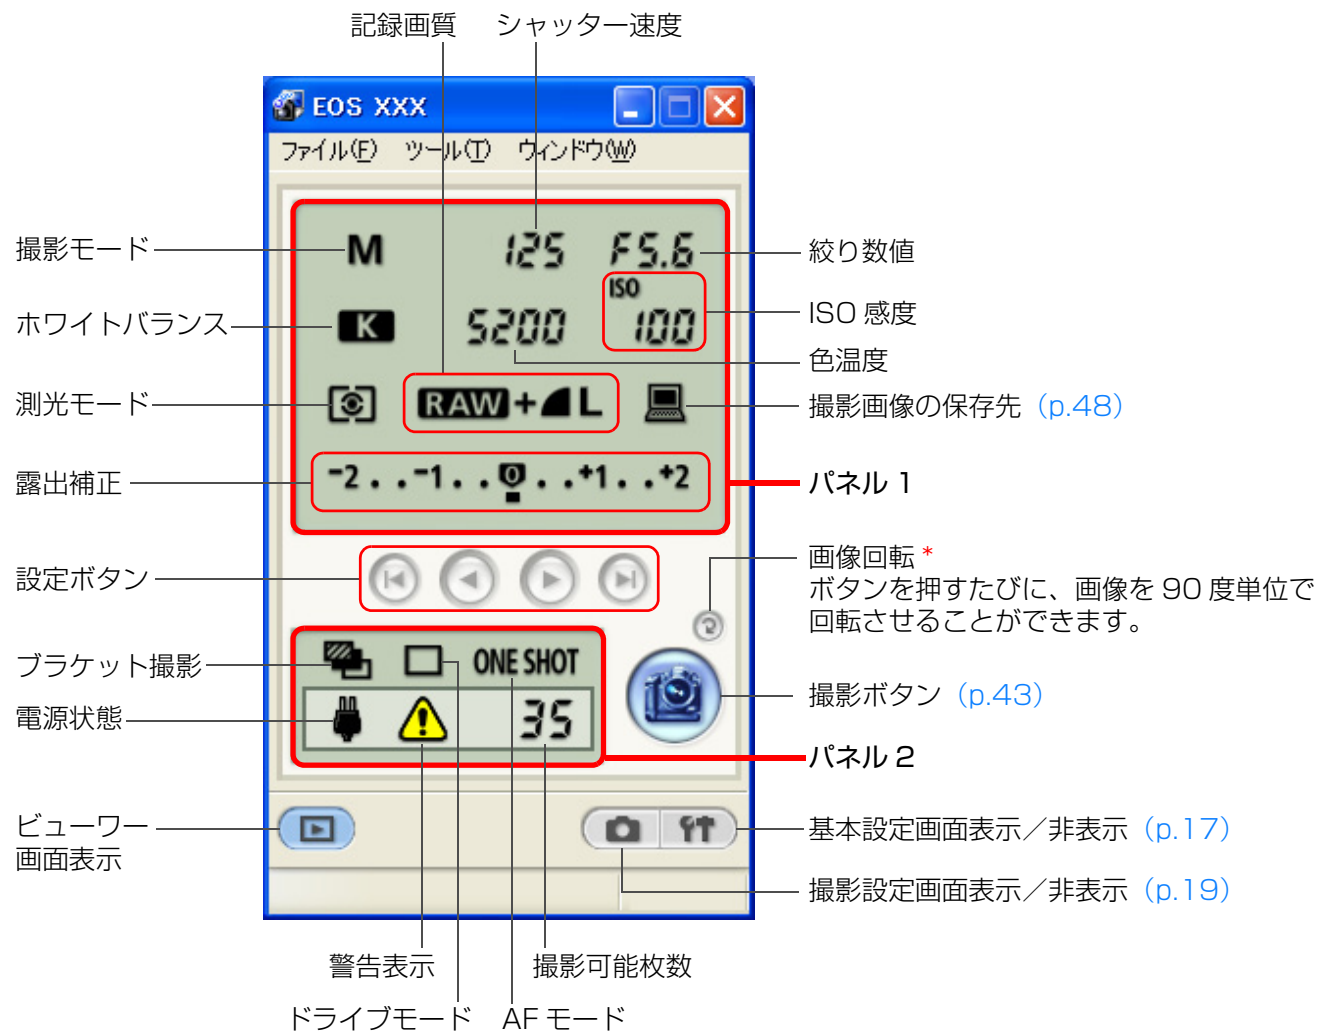 記録画質 シャッター速度
EOS XXX
ファイル(F) ツール(T) ウィンドウ(W)
撮影モード
M 125 F5.6
絞り数値
ホワイトバランス
K 5200 ISO 100
ISO 感度
色温度
測光モード
RAW+L
撮影画像の保存先(p.48)
露出補正
-2..-1..0..+1..+2
パネル 1
設定ボタン
画像回転*
ボタンを押すたびに、画像を 90 度単位で
回転させることができます。
ブラケット撮影
ONE SHOT
撮影ボタン(p.43)
電源状態
35
パネル 2
ビューワー
画面表示
基本設定画面表示/非表示(p.17)
撮影設定画面表示/非表示(p.19)
警告表示 撮影可能枚数
ドライブモード AF モード